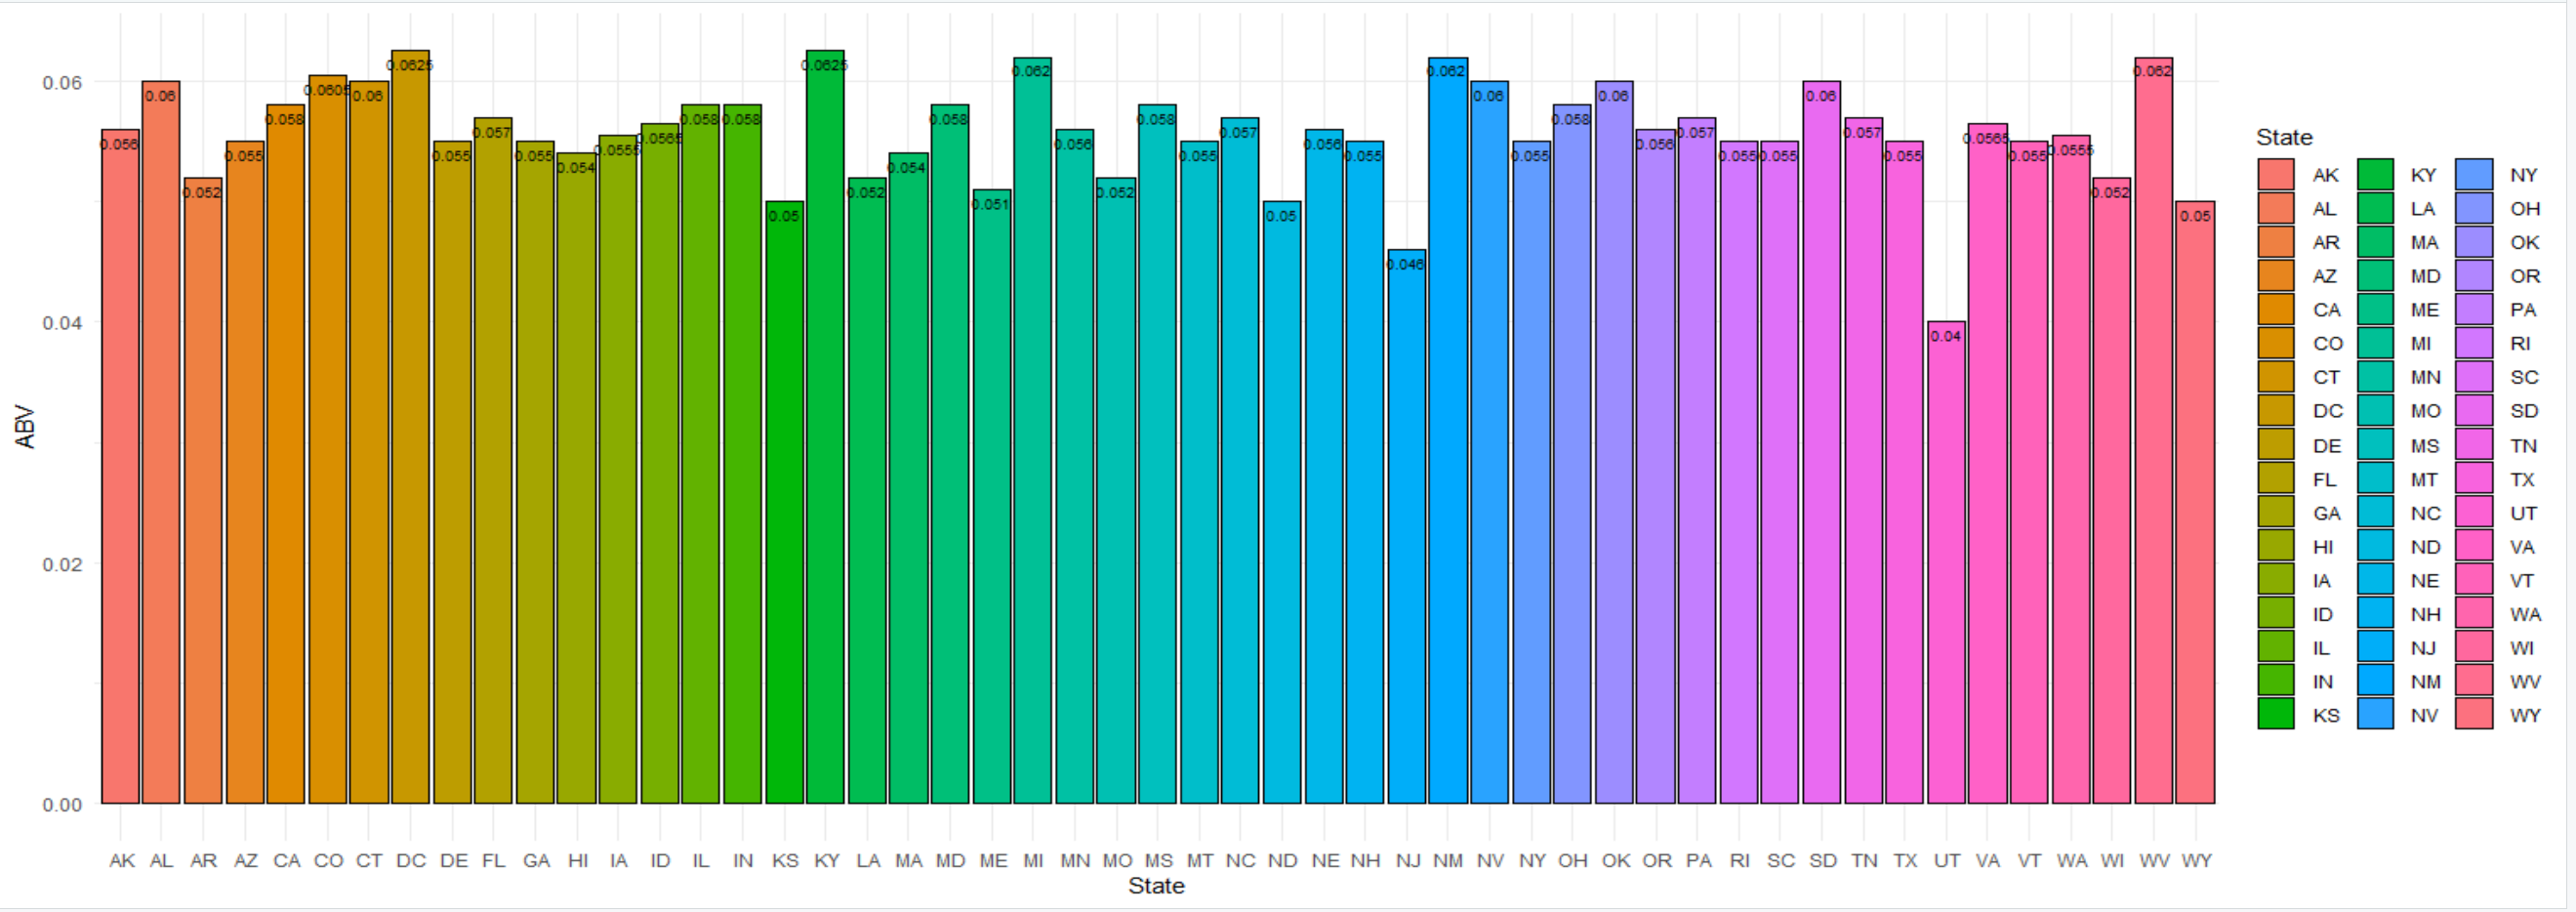 0.06
0.04
0.02
0.00
ABV
0.056
0.06
0.052
0.055
0.058
0.0605
0.06
0.0625
0.055
0.057
0.055
0.054
0.0555
0.0565
0.058
0.058
0.05
0.0625
0.052
0.054
0.058
0.051
0.062
0.056
0.052
0.058
0.055
0.057
0.05
0.056
0.055
0.046
0.062
0.06
0.055
0.058
0.06
0.056
0.057
0.055
0.055
0.06
0.057
0.055
0.04
0.0565
0.055
0.0555
0.052
0.062
0.05
AK AL AR AZ CA CO CT DC DE FL GA HI IA ID IL IN KS KY LA MA MD ME MI MN MO MS MT NC ND NE NH NJ NM NV NY OH OK OR PA RI SC SD TN TX UT VA VT WA WI WV WY
State
State
AK KY NY
AL LA OH
AR MA OK
AZ MD OR
CA ME PA
CO MI RI
CT MN SC
DC MO SD
DE MS TN
FL MT TX
GA NC UT
HI ND VA
IA NE VT
ID NH WA
IL NJ WI
IN NM WV
KS NV WY